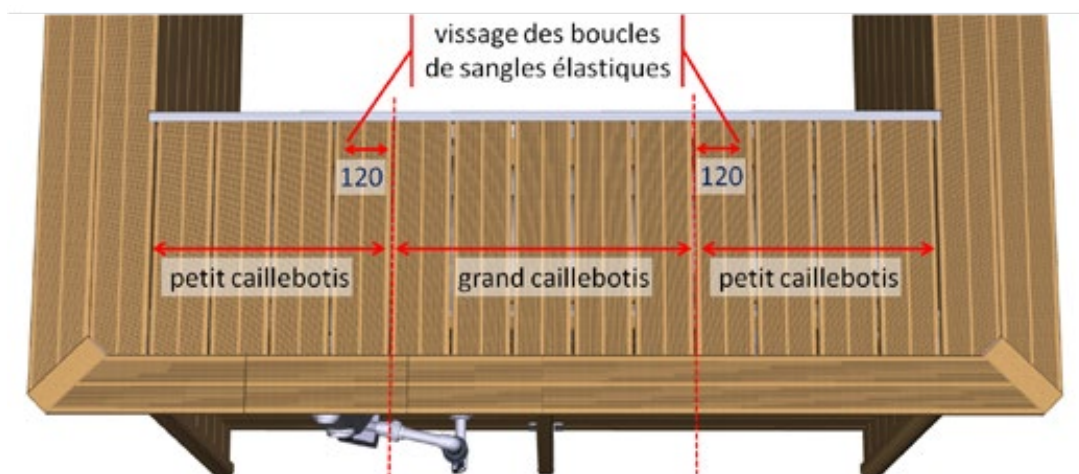 vissage des boucles
de sangles élastiques
120
120
petit caillebotis
grand caillebotis
petit caillebotis